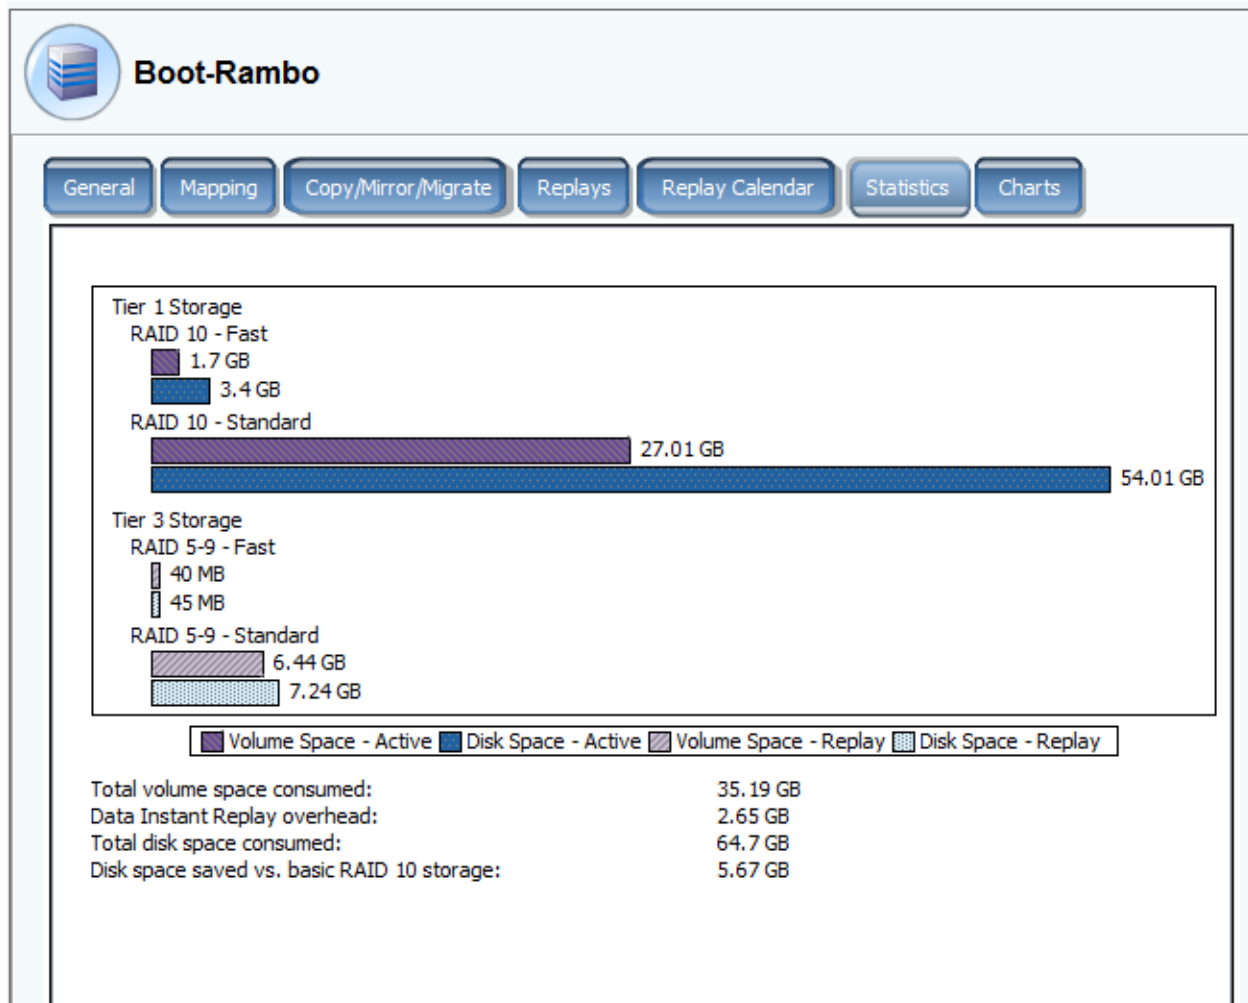 Boot-Rambo
General Mapping Copy/Mirror/Migrate Replays Replay Calendar Statistics Charts
Tier 1 Storage
RAID 10 - Fast
1.7 GB
3.4 GB
RAID 10 - Standard
27.01 GB
54.01 GB
Tier 3 Storage
RAID 5-9 - Fast
40 MB
45 MB
RAID 5-9 - Standard
6.44 GB
7.24 GB
Volume Space - Active Disk Space - Active Volume Space - Replay Disk Space - Replay
Total volume space consumed: 35.19 GB
Data Instant Replay overhead: 2.65 GB
Total disk space consumed: 64.7 GB
Disk space saved vs. basic RAID 10 storage: 5.67 GB